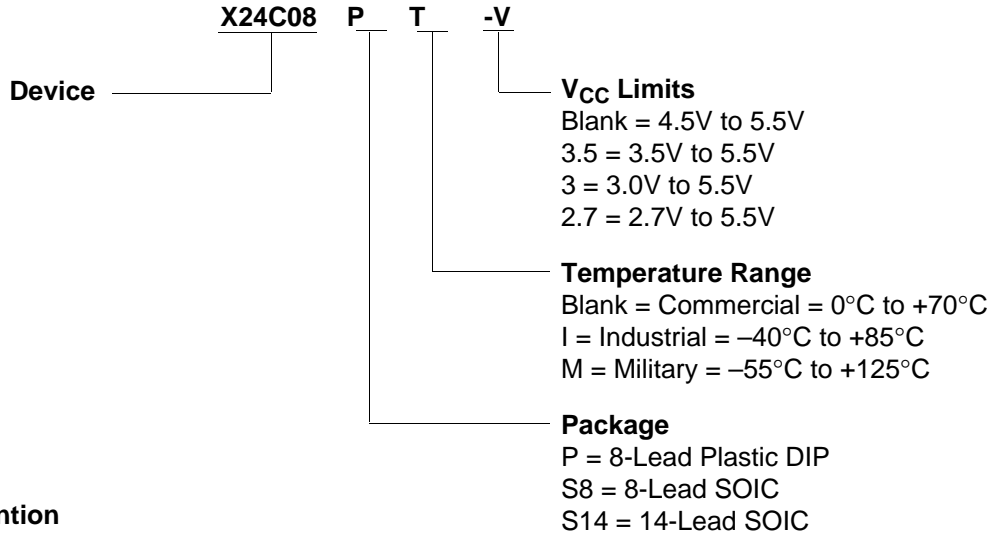 X24C08 P T -V
Device
VCC Limits
Blank = 4.5V to 5.5V
3.5 = 3.5V to 5.5V
3 = 3.0V to 5.5V
2.7 = 2.7V to 5.5V
Temperature Range
Blank = Commercial = 0°C to +70°C
I = Industrial = –40°C to +85°C
M = Military = –55°C to +125°C
Package
P = 8-Lead Plastic DIP
S8 = 8-Lead SOIC
S14 = 14-Lead SOIC